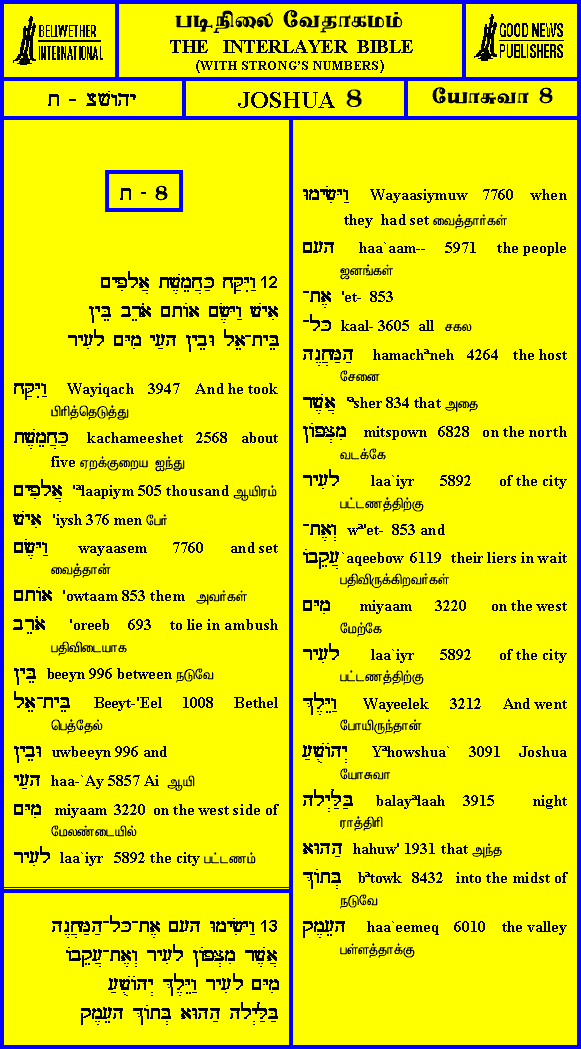 BELIWETHER
INTERNATIONAL
படிநிலை வேதாகமம்
THE INTERLAYER BIBLE
(WITH STRONG'S NUMBERS)
GOOD NEWS
PUBLISHERS
יהושצ - ח
JOSHUA 8
யோசுவா 8
ח - 8
12 וַיִּקַּח כַּחֲמֵשֶׁת אֲלָפִים
אִישׁ וַיָּשֶׂם אוֹתָם אֹרֵב בֵּין
בֵּית־אֵל וּבֵין הָעַי מִיָּם לָעִיר
וַיִּקַּח Wayiqach 3947 And he took
பிரித்தெடுத்து
כַּחֲמֵשֶׁת kachameeshet 2568 about
five ஏறக்குறைய ஐந்து
אֲלָפִים 'ªlaapiym 505 thousand ஆயிரம்
אִישׁ 'iysh 376 men பேர்
וַיָּשֶׂם wayaasem 7760 and set
வைத்தான்
אוֹתָם 'owtaam 853 them அவர்கள்
אֹרֵב 'oreeb 693 to lie in ambush
பதிவிடையாக
בֵּין beeyn 996 between நடுவே
בֵּית־אֵל Beeyt-'Eel 1008 Bethel
பெத்தேல்
וּבֵין uwbeeyn 996 and
הָעַי haa-`Ay 5857 Ai ஆயி
מִיָּם miyaam 3220 on the west side of
மேலண்டையில்
לָעִיר laa`iyr 5892 the city பட்டணம்
13 וַיָּשִׂימוּ הָעָם אֶת־כָּל־הַמַּחֲנֶה
אֲשֶׁר מִצְּפוֹן לָעִיר וְאֶת־עֲקֵבוֹ
מִיָּם לָעִיר וַיֵּלֶךְ יְהוֹשֻׁעַ
בַּלַּיְלָה הַהוּא בְּתוֹךְ הָעֵמֶק
וַיָּשִׂימוּ Wayaasiymuw 7760 when
they had set வைத்தார்கள்
הָעָם haa`aam-- 5971 the people
ஜனங்கள்
אֶת־ 'et- 853
כָּל־ kaal- 3605 all சகல
הַמַּחֲנֶה hamachªneh 4264 the host
சேனை
אֲשֶׁר 'ªsher 834 that அதை
מִצְּפוֹן mitspown 6828 on the north
வடக்கே
לָעִיר laa`iyr 5892 of the city
பட்டணத்திற்கு
וְאֶת־ wª'et- 853 and
עֲקֵבוֹ `aqeebow 6119 their liers in wait
பதிவிருக்கிறவர்கள்
מִיָּם miyaam 3220 on the west
மேற்கே
לָעִיר laa`iyr 5892 of the city
பட்டணத்திற்கு
וַיֵּלֶךְ Wayeelek 3212 And went
போயிருந்தான்
יְהוֹשֻׁעַ Yªhowshua` 3091 Joshua
யோசுவா
בַּלַּיְלָה balayªlaah 3915 night
ராத்திரி
הַהוּא hahuw' 1931 that அந்த
בְּתוֹךְ bªtowk 8432 into the midst of
நடுவே
הָעֵמֶק haa`eemeq 6010 the valley
பள்ளத்தாக்கு